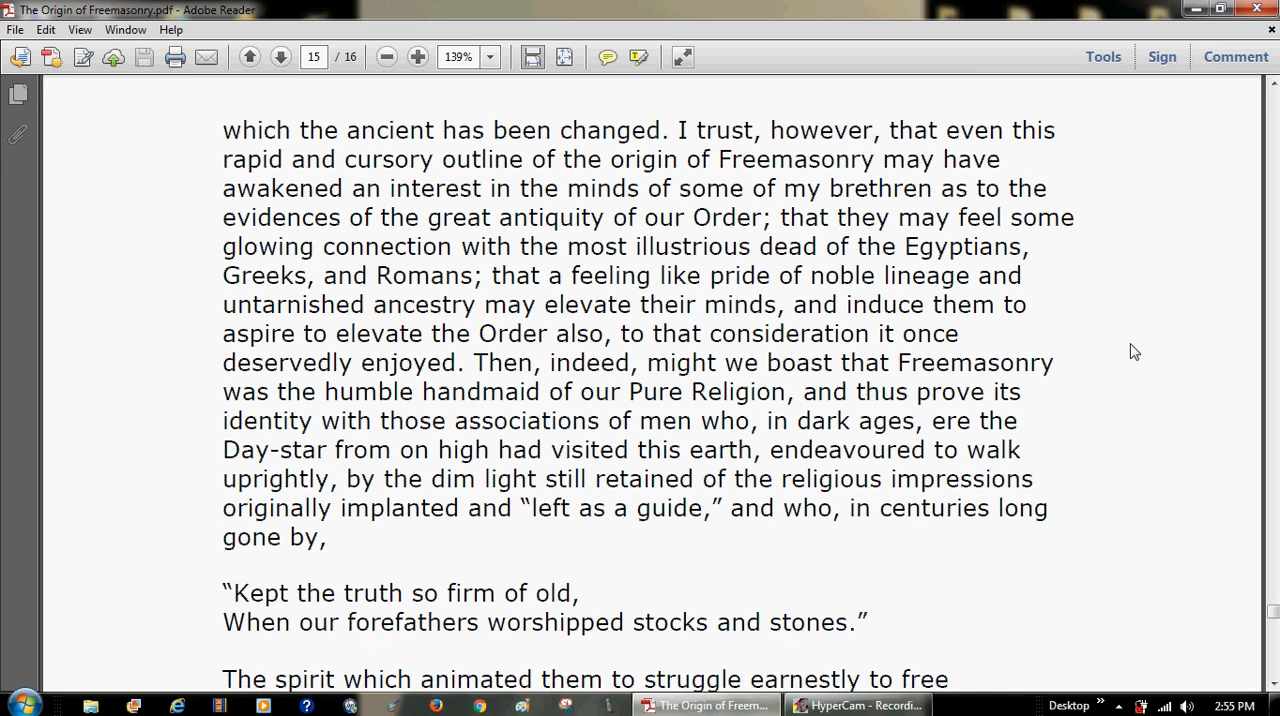 The Origin of Freemasonry.pdf - Adobe Reader
File Edit View Window Help
15 / 16 139% Tools Sign Comment
which the ancient has been changed. I trust, however, that even this
rapid and cursory outline of the origin of Freemasonry may have
awakened an interest in the minds of some of my brethren as to the
evidences of the great antiquity of our Order; that they may feel some
glowing connection with the most illustrious dead of the Egyptians,
Greeks, and Romans; that a feeling like pride of noble lineage and
untarnished ancestry may elevate their minds, and induce them to
aspire to elevate the Order also, to that consideration it once
deservedly enjoyed. Then, indeed, might we boast that Freemasonry
was the humble handmaid of our Pure Religion, and thus prove its
identity with those associations of men who, in dark ages, ere the
Day-star from on high had visited this earth, endeavoured to walk
uprightly, by the dim light still retained of the religious impressions
originally implanted and “left as a guide,” and who, in centuries long
gone by,
“Kept the truth so firm of old,
When our forefathers worshipped stocks and stones.”
The spirit which animated them to struggle earnestly to free
The Origin of Freem... HyperCam - Recordi... Desktop 2:55 PM